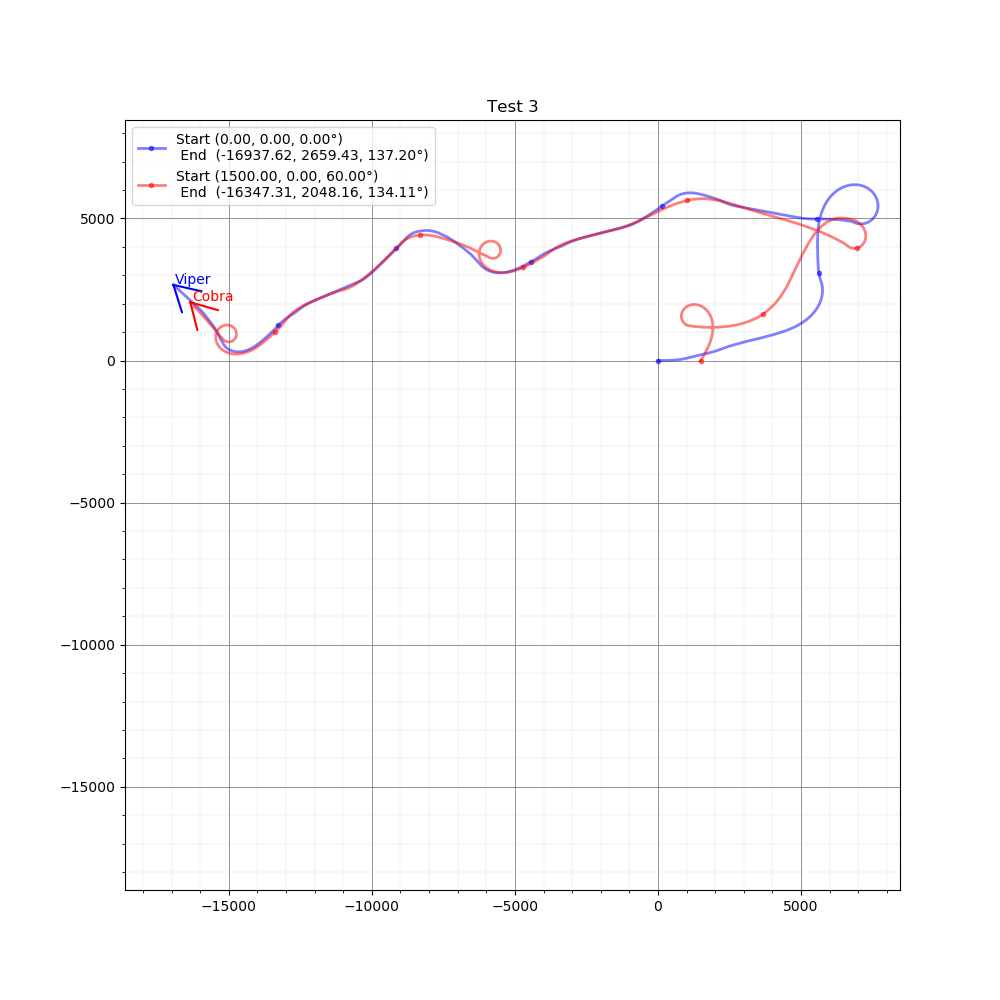 Test 3
Start (0.00, 0.00, 0.00°)
End (-16937.62, 2659.43, 137.20°)
Start (1500.00, 0.00, 60.00°)
End (-16347.31, 2048.16, 134.11°)
5000
Viper
Cobra
0
−5000
−10000
−15000
−15000 −10000 −5000 0 5000